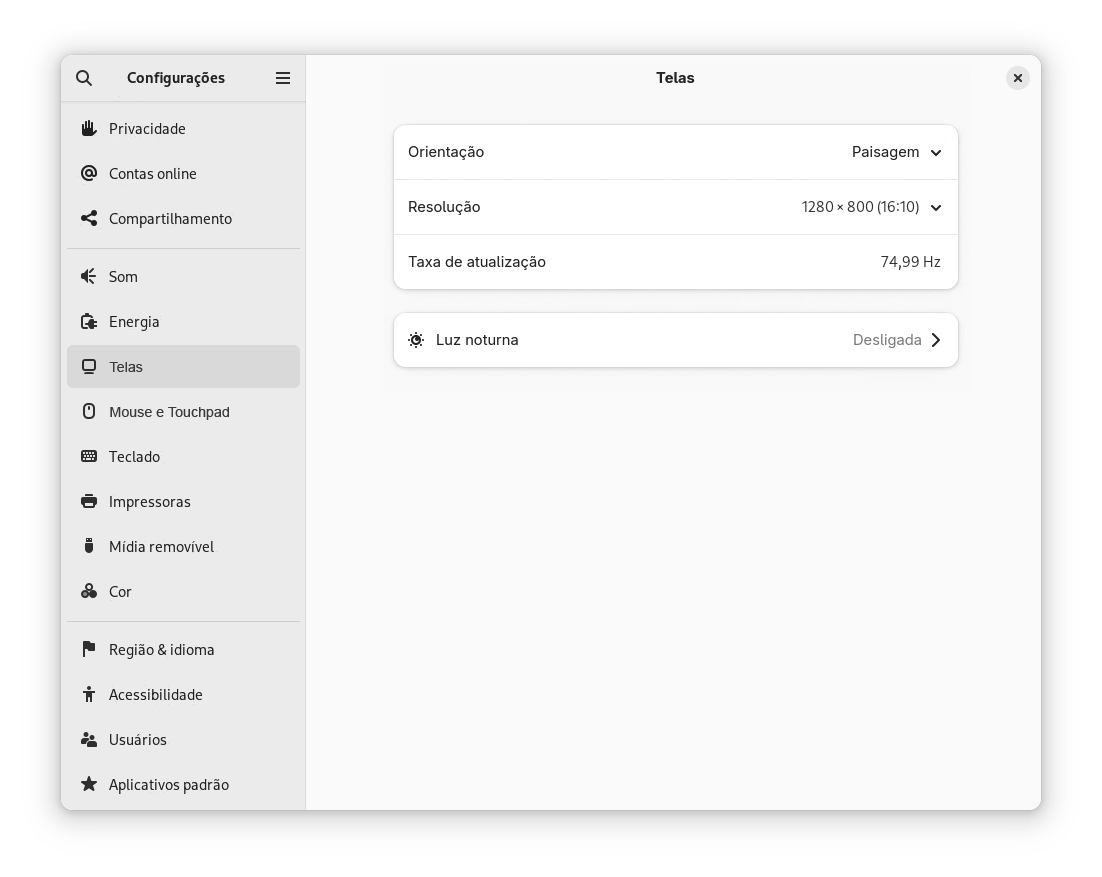 Configurações
Privacidade
Contas online
Compartilhamento
Som
Energia
Telas
Mouse e Touchpad
Teclado
Impressoras
Mídia removível
Cor
Região & idioma
Acessibilidade
Usuários
Aplicativos padrão
Telas
Orientação Paisagem
Resolução 1280 × 800 (16:10)
Taxa de atualização 74,99 Hz
Luz noturna Desligada